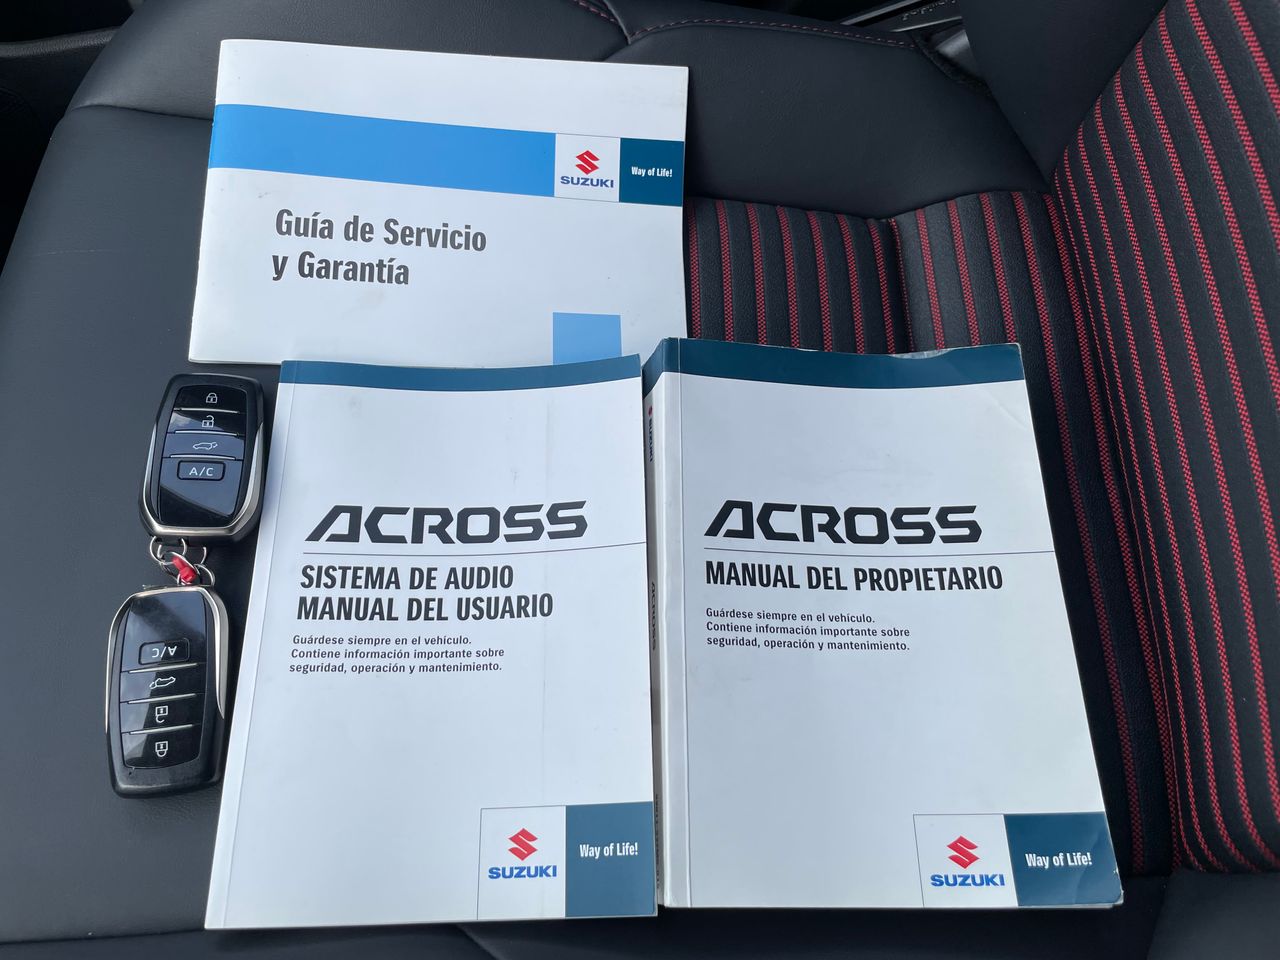 SUZUKI
Way of Life!
Guía de Servicio
y Garantía
A/C
A/C
ACROSS
SISTEMA DE AUDIO
MANUAL DEL USUARIO
Guárdese siempre en el vehículo.
Contiene información importante sobre
seguridad, operación y mantenimiento.
SUZUKI
Way of Life!
SUZUKI
ACROSS
ACROSS
MANUAL DEL PROPIETARIO
Guárdese siempre en el vehículo.
Contiene información importante sobre
seguridad, operación y mantenimiento.
SUZUKI
Way of Life!